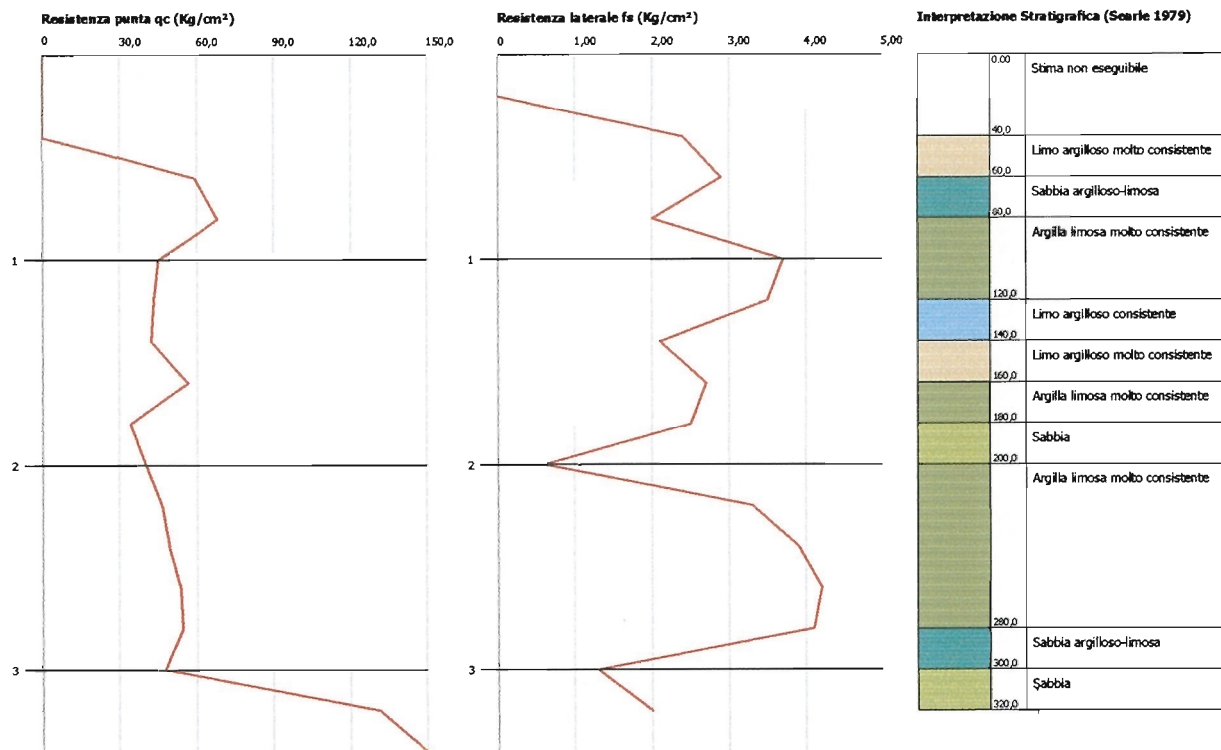 Resistenza punta qc (Kg/cm²)
0 30,0 60,0 90,0 120,0 150,0
1
2
3
Resistenza laterale fs (Kg/cm²)
0 1,00 2,00 3,00 4,00 5,00
1
2
3
Interpretazione Stratigrafica (Searle 1979)
0.00
Stima non eseguibile
40,0
Limo argilloso molto consistente
60,0
Sabbia argilloso-limosa
80,0
Argilla limosa molto consistente
120,0
Limo argilloso consistente
140,0
Limo argilloso molto consistente
160,0
Argilla limosa molto consistente
180,0
Sabbia
200,0
Argilla limosa molto consistente
280,0
Sabbia argilloso-limosa
300,0
Sabbia
320,0